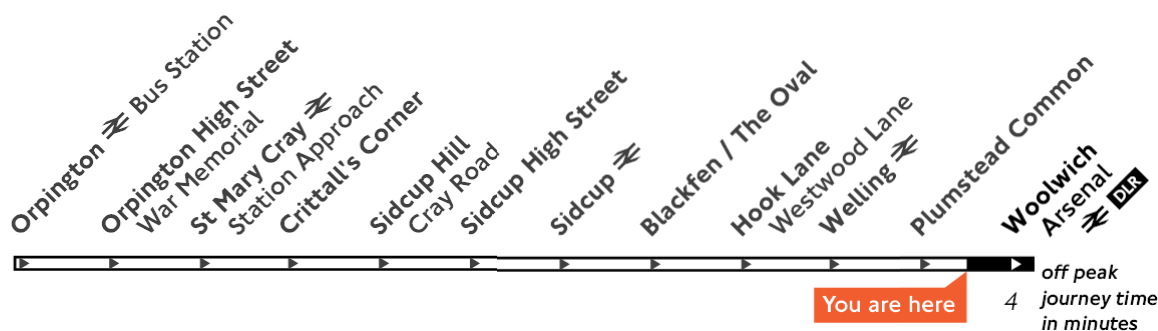 Orpington Bus Station
Orpington High Street
War Memorial
St Mary Cray
Station Approach
Crittall's Corner
Sidcup Hill
Cray Road
Sidcup High Street
Sidcup
Blackfen / The Oval
Hook Lane
Westwood Lane
Welling
Plumstead Common
Woolwich
Arsenal
DLR
You are here
4
off peak
journey time
in minutes